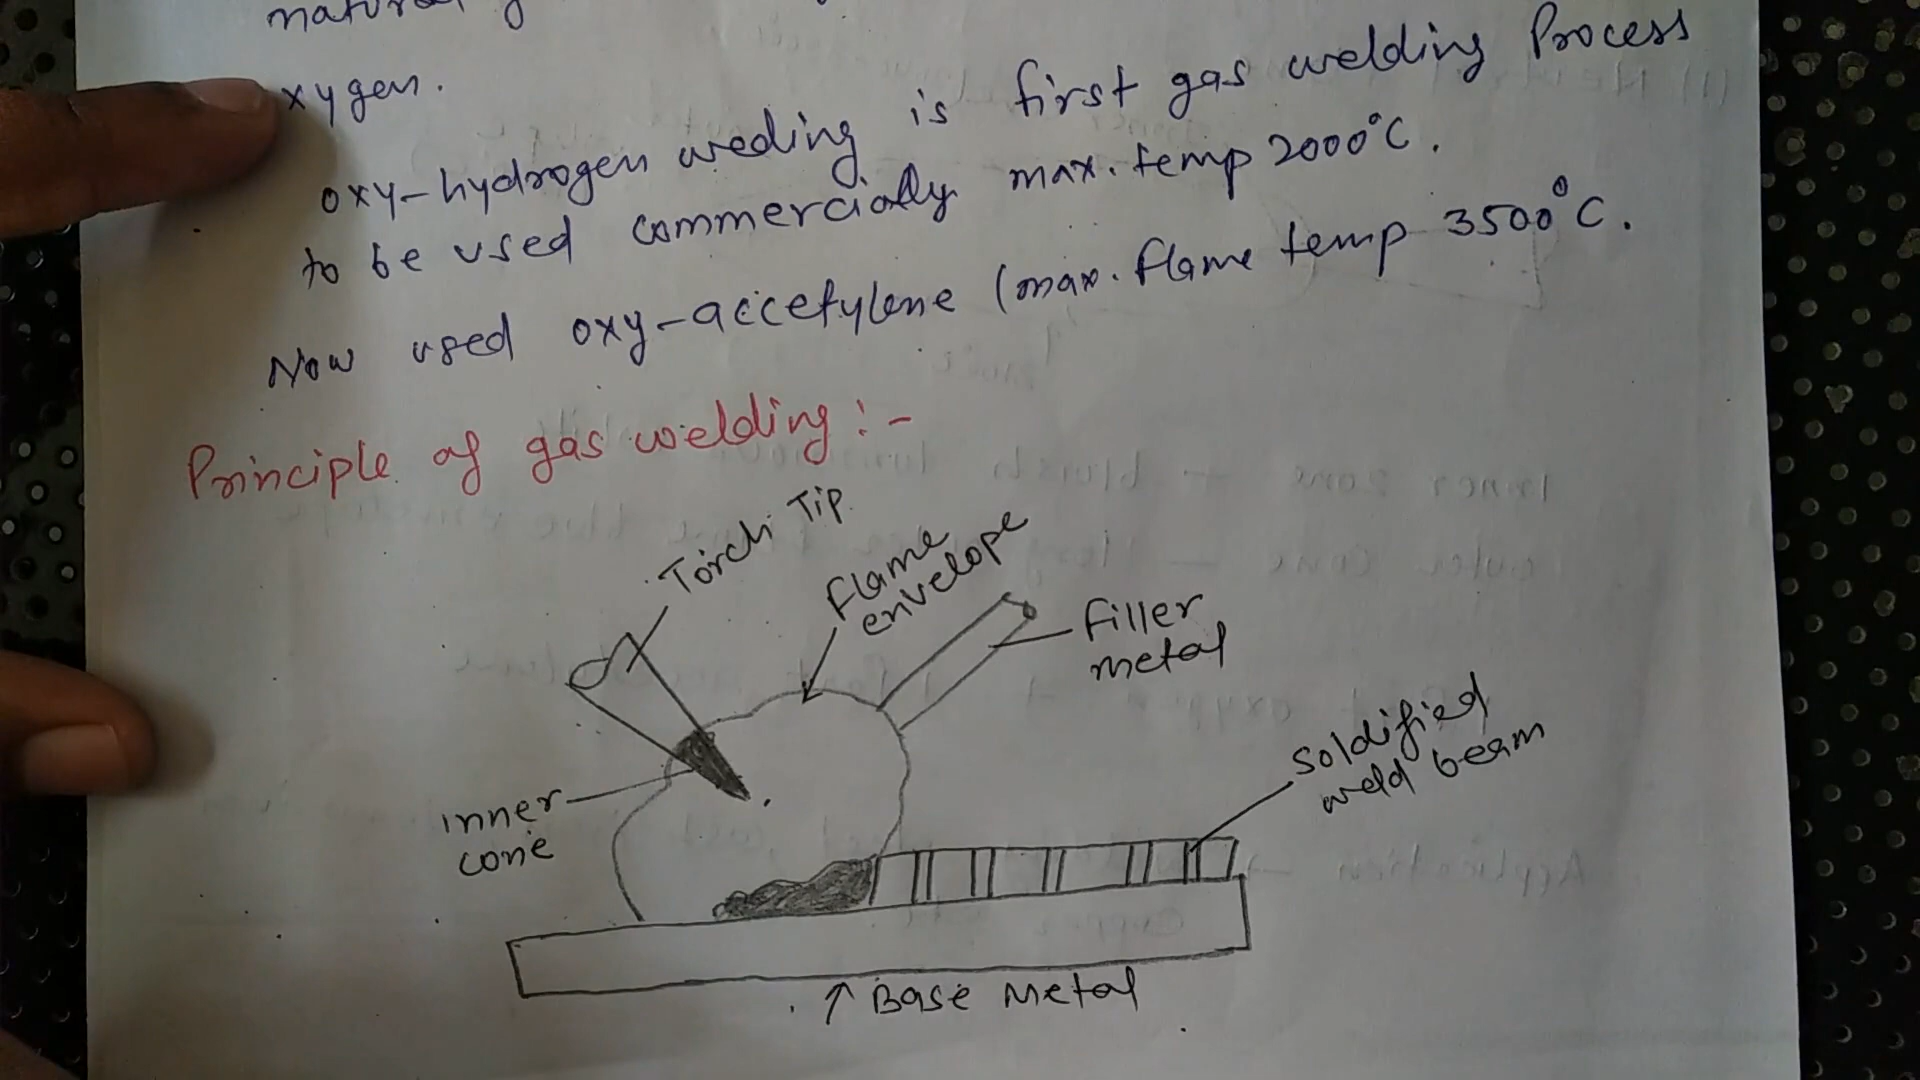 natural
xygen.
oxy-hydrogen weding is first gas welding Process
to be used commercially max. temp 2000°C.
Now used oxy-accetylene (max. flame temp 3500°C.
Principle of gas welding :-
Torch Tip
Flame
envelope
Filler
metal
Soldified
weld beam
Inner
cone
↑ Base Metal